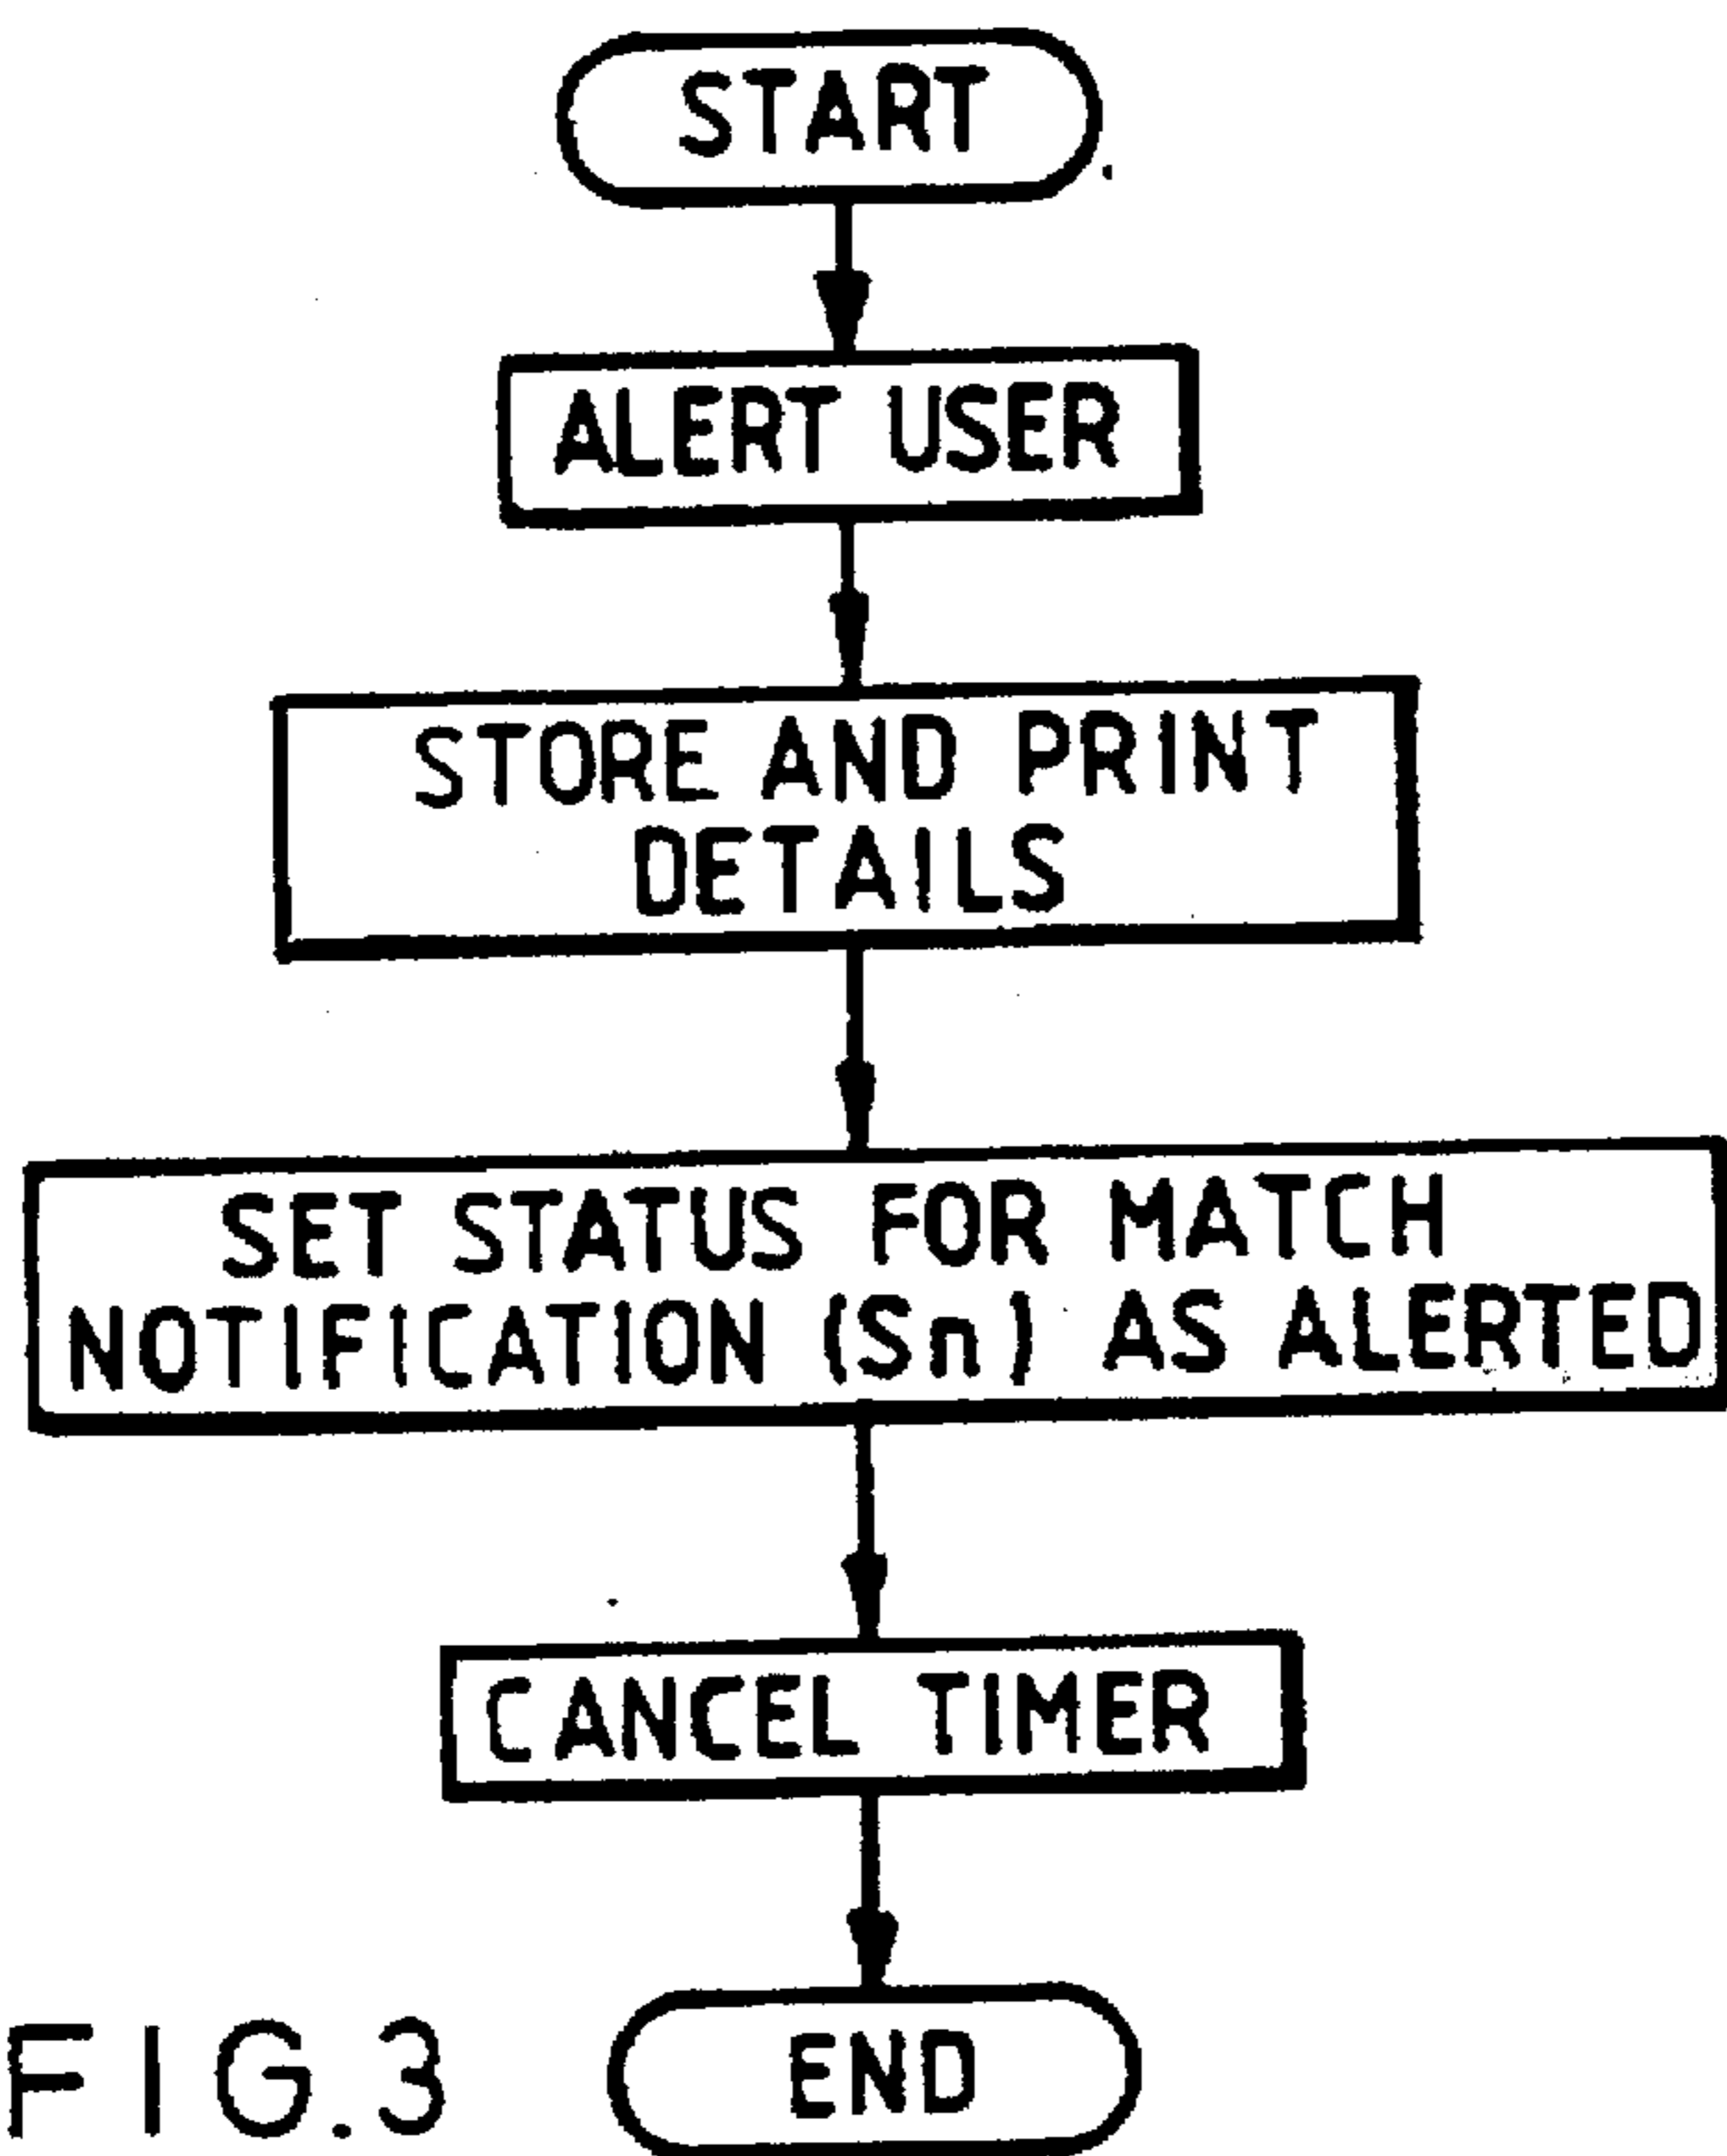 START
ALERT USER
STORE AND PRINT
DETAILS
SET STATUS FOR MATCH
NOTIFICATION (Sn) AS ALERTED
CANCEL TIMER
END
FIG.3